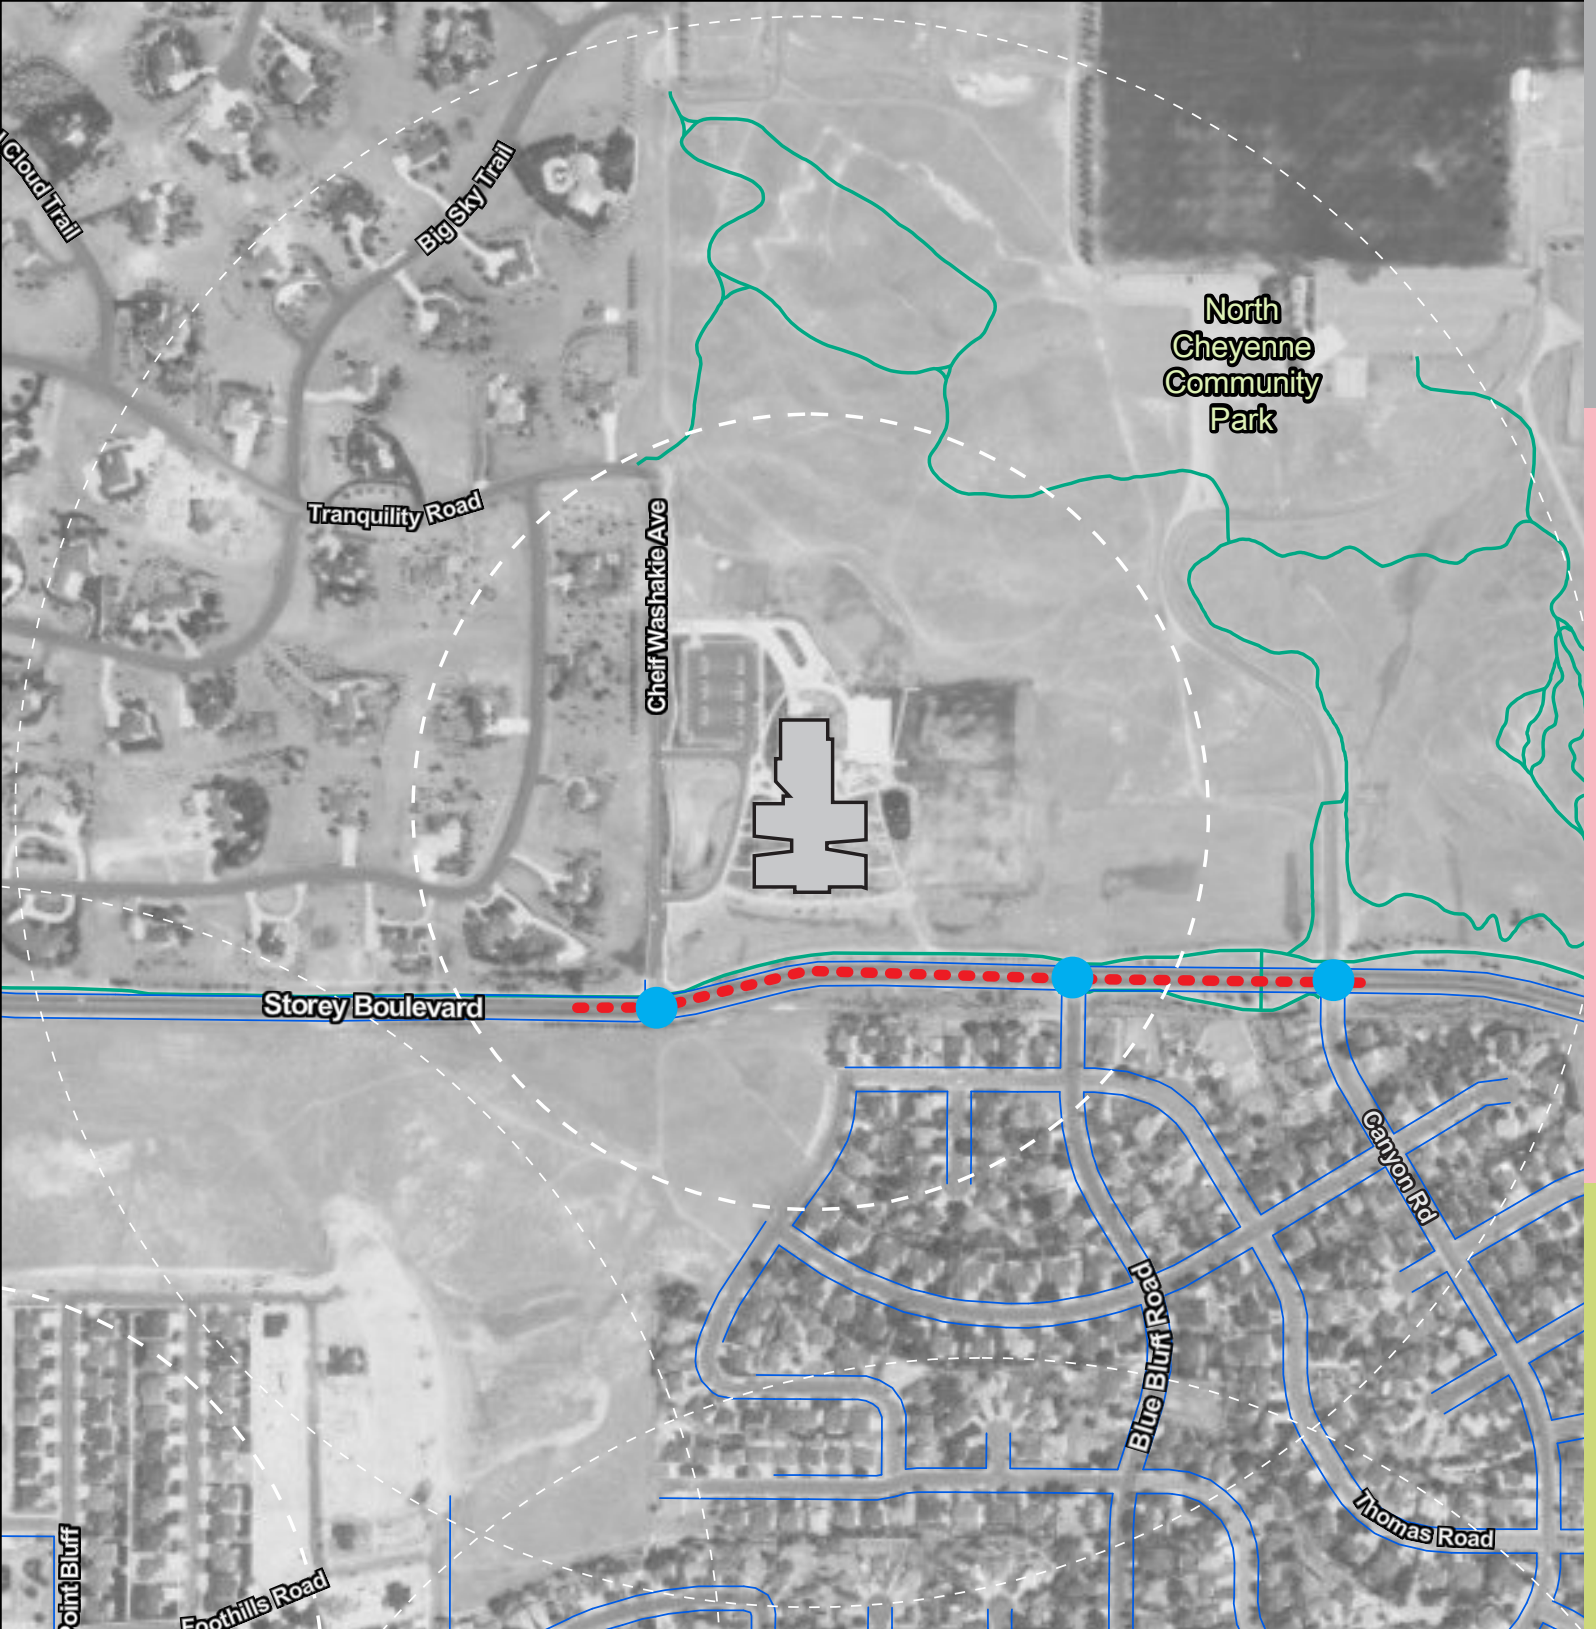 Cloud Trail
Big Sky Trail
North
Cheyenne
Community
Park
Tranquility Road
Cheif Washakie Ave
Storey Boulevard
Canyon Rd
Blue Bluff Road
Thomas Road
Point Bluff
Foothills Road